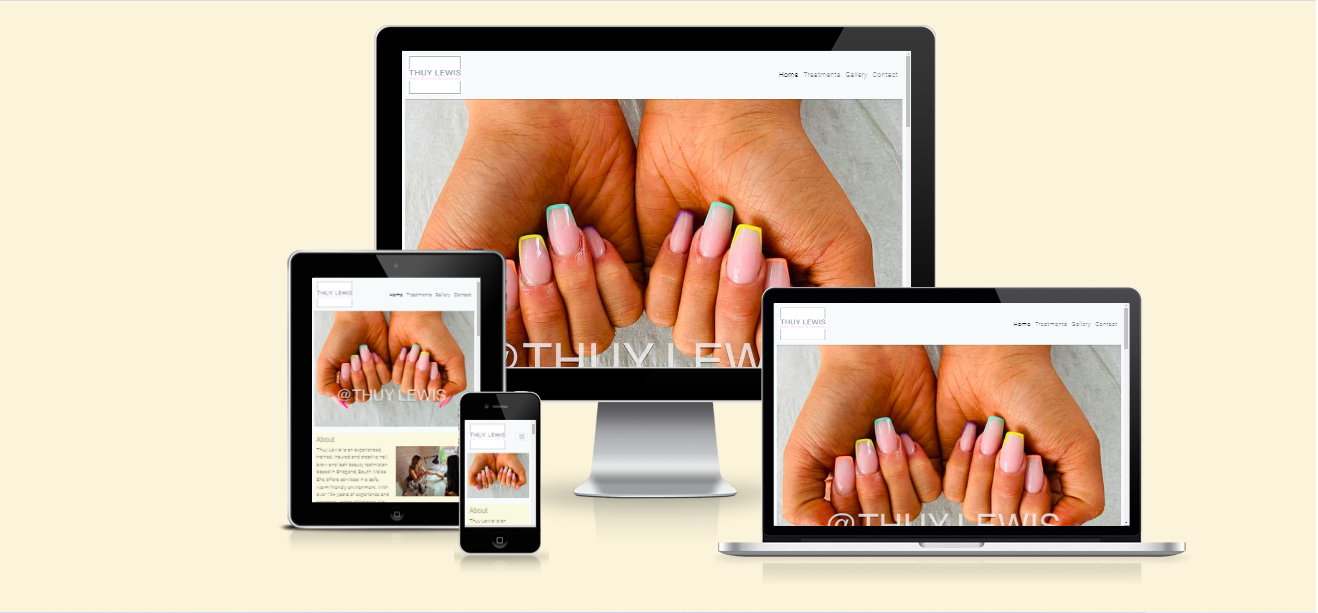 THUY LEWIS
Home Treatments Gallery Contact
@THUY LEW
THUY LEWIS
Home Treatments Gallery Contact
@THUY LEWIS
About
Thuy Lewis is an experienced,
trained, insured and creative nail,
brow and lash beauty technician
based in Bridgend, South Wales.
She offers services in a safe,
warm friendly environment. With
over 10+ years of experience and
THUY LEWIS
About
Thuy Lewis is an
THUY LEWIS
Home Treatments Gallery Contact
@THUY LEWIS